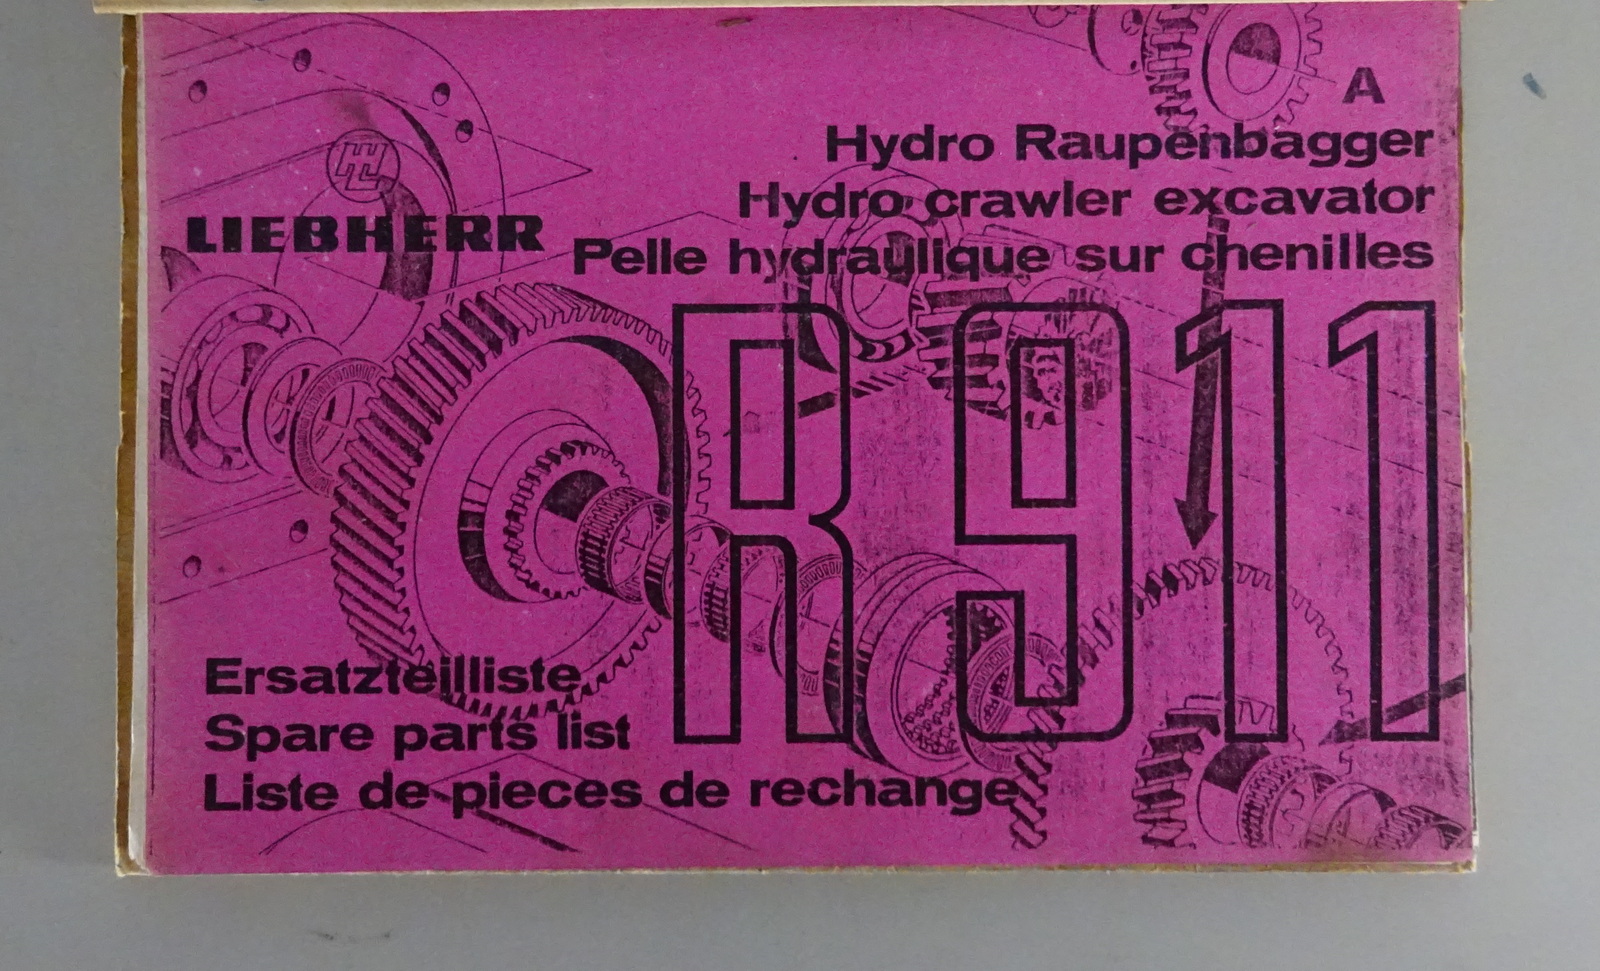 A
Hydro Raupenbagger
Hydro crawler excavator
Pelle hydraulique sur chenilles
LIEBHERR
R 911
Ersatzteilliste
Spare parts list
Liste de pieces de rechange